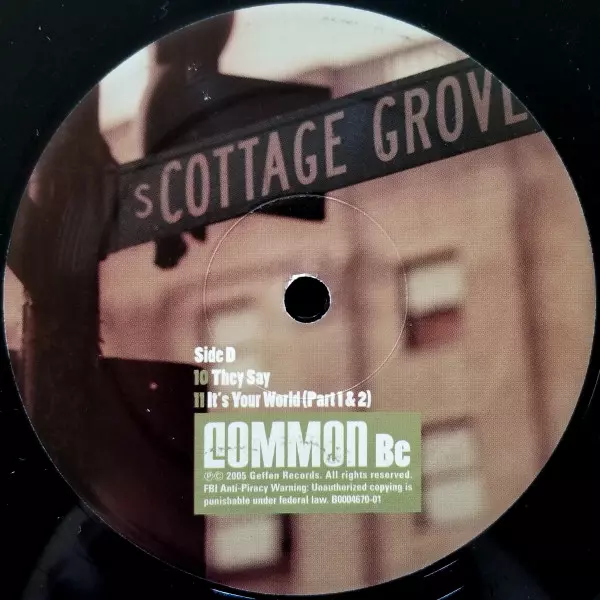 S COTTAGE GROVE
Side D
10 They Say
11 It's Your World (Part 1 & 2)
COMMON Be
℗© 2005 Geffen Records. All rights reserved.
FBI Anti-Piracy Warning: Unauthorized copying is
punishable under federal law. B0004670-01